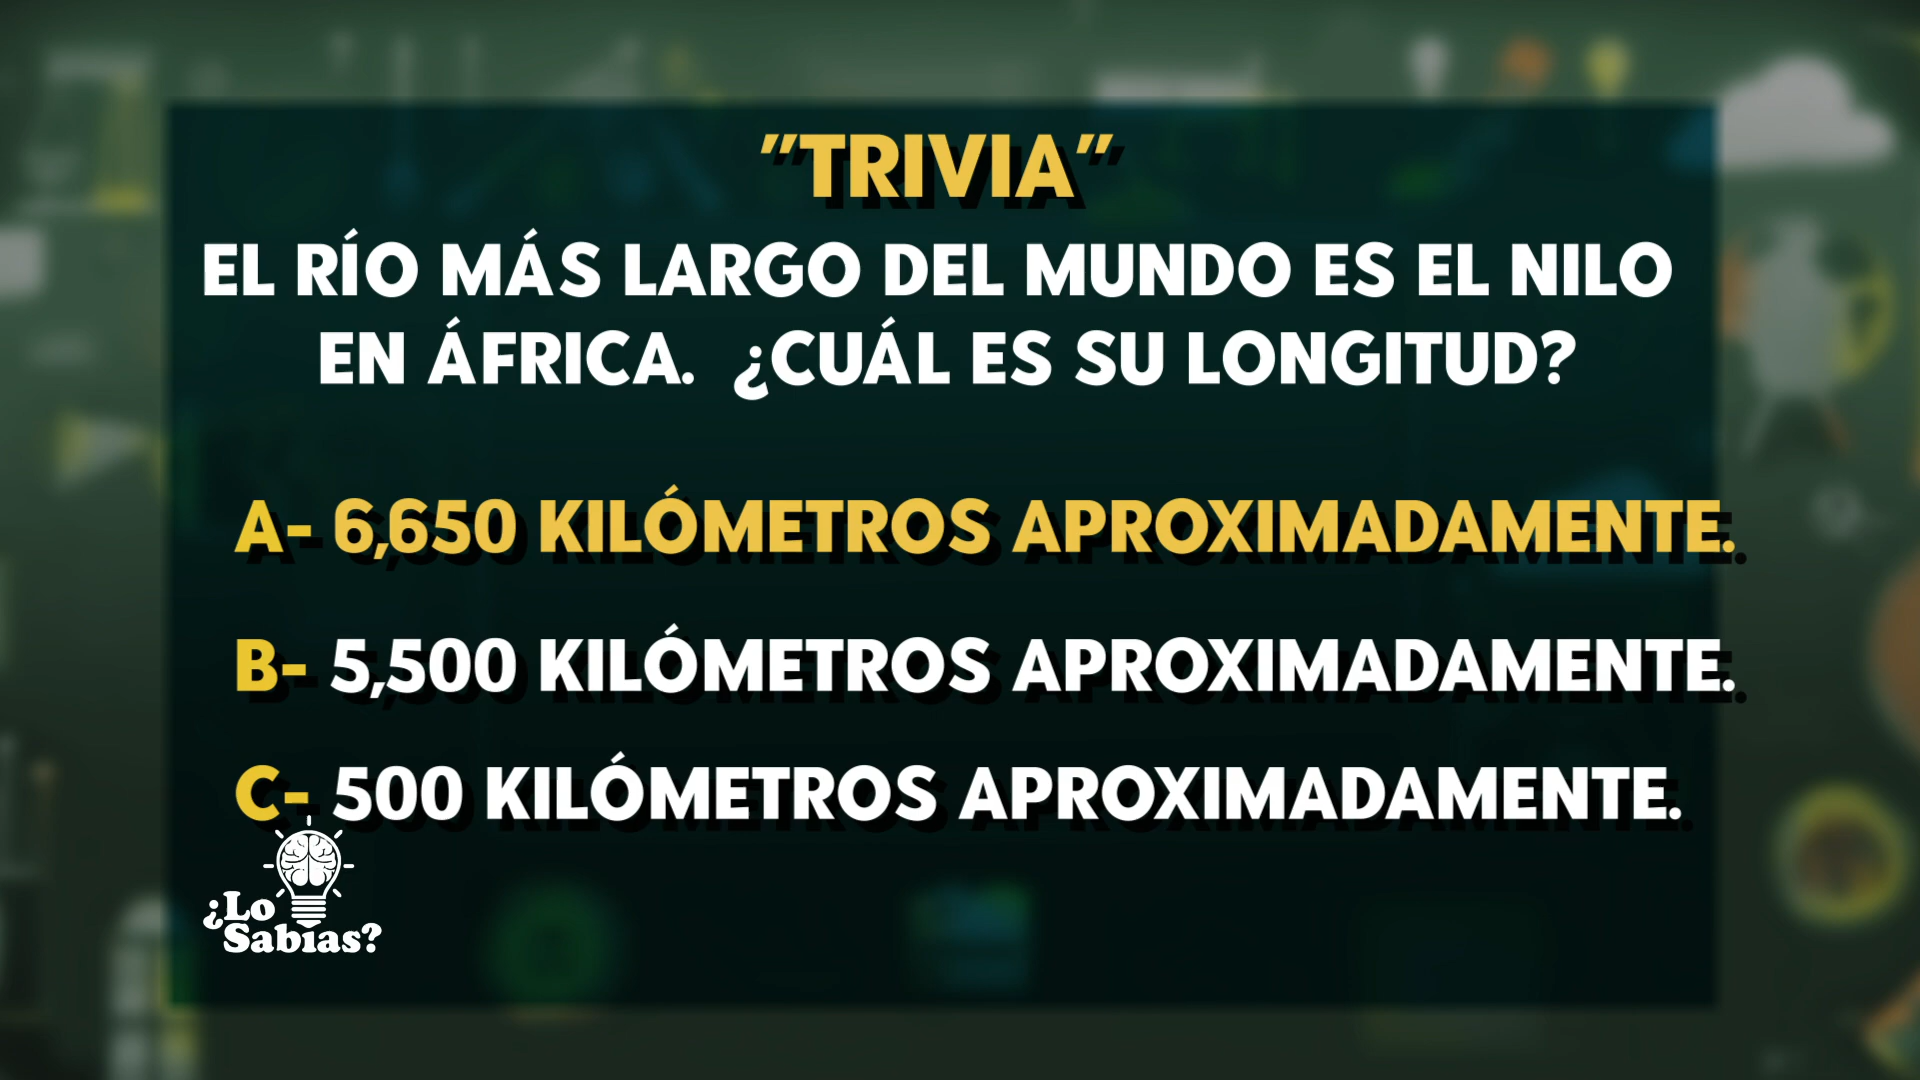 "TRIVIA"
EL RÍO MÁS LARGO DEL MUNDO ES EL NILO
EN ÁFRICA. ¿CUÁL ES SU LONGITUD?
A- 6,650 KILÓMETROS APROXIMADAMENTE.
B- 5,500 KILÓMETROS APROXIMADAMENTE.
C- 500 KILÓMETROS APROXIMADAMENTE.
¿Lo
Sabías?